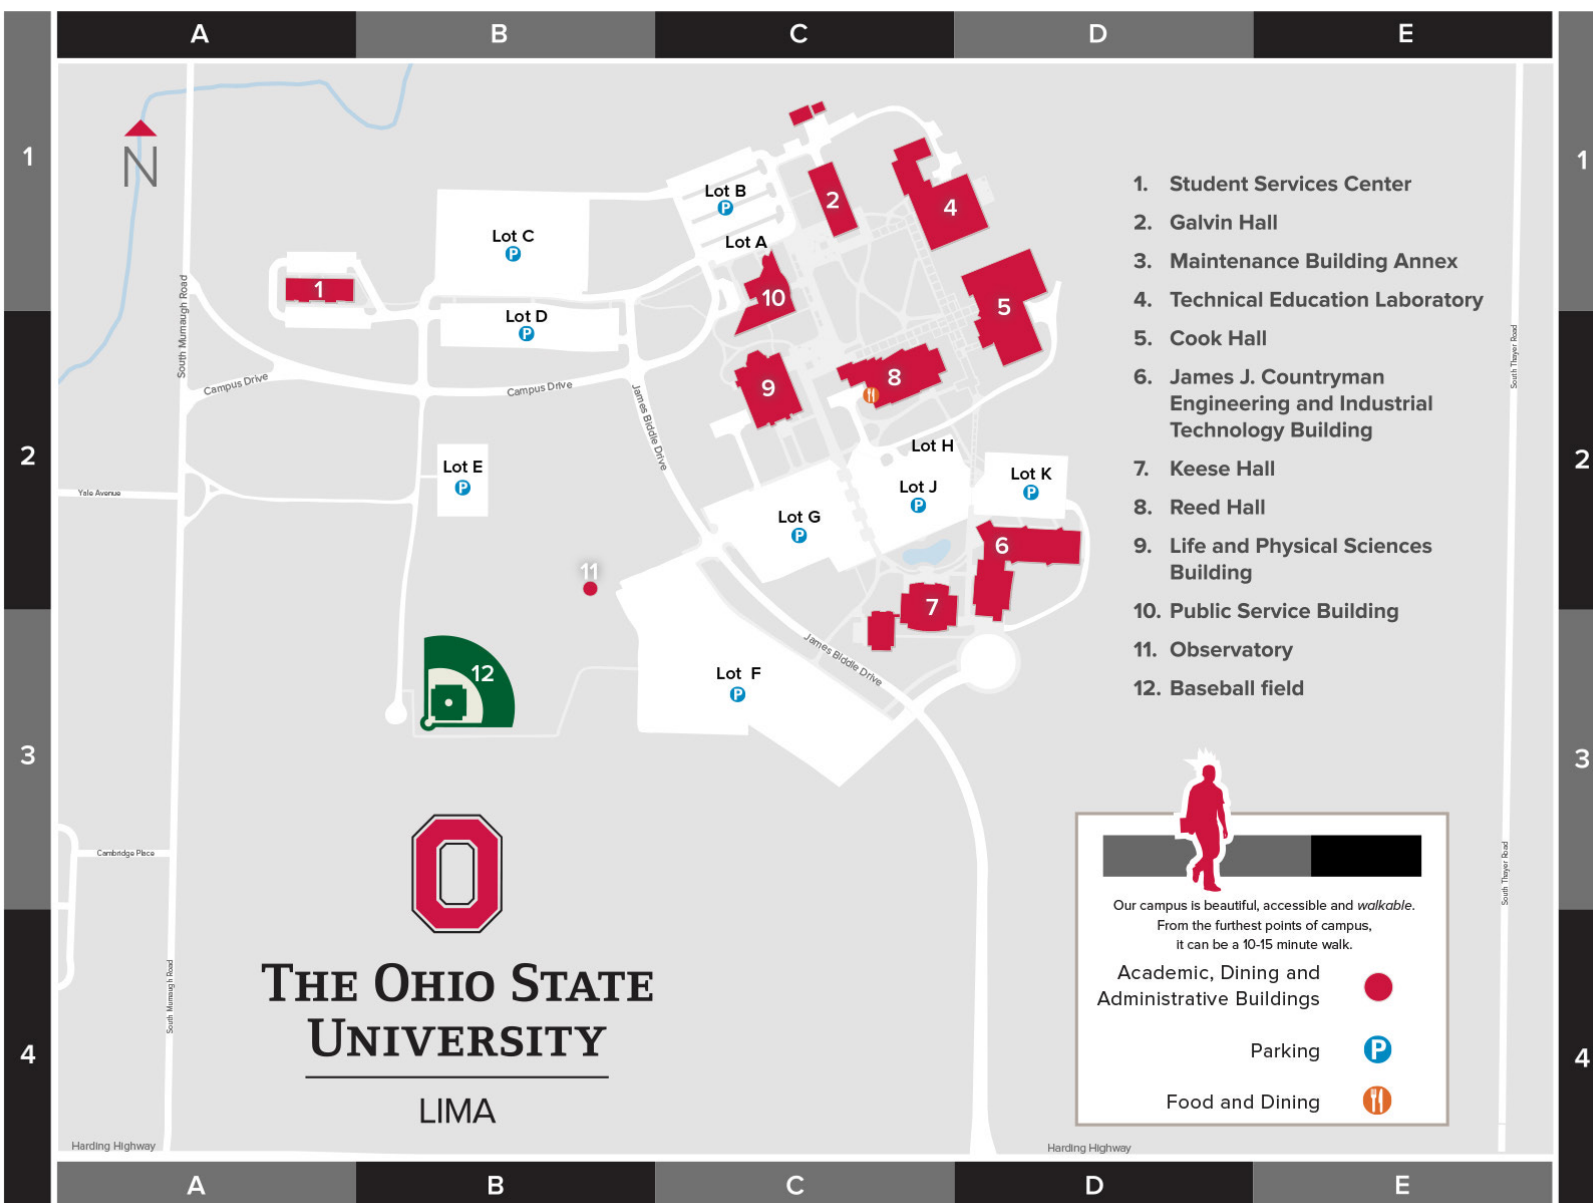 A B C D E
1 1
N
Lot B
2
4
Lot C
Lot A
1
10
5
Lot D
South Mumaugh Road
Campus Drive
Campus Drive
James Biddle Drive
9
8
South Thayer Road
Lot H
2 2
Lot E
Lot K
Lot J
Yale Avenue
Lot G
6
11
7
James Biddle Drive
12
Lot F
3 3
1. Student Services Center
2. Galvin Hall
3. Maintenance Building Annex
4. Technical Education Laboratory
5. Cook Hall
6. James J. Countryman
Engineering and Industrial
Technology Building
7. Keese Hall
8. Reed Hall
9. Life and Physical Sciences
Building
10. Public Service Building
11. Observatory
12. Baseball field
Cambridge Place
South Thayer Road
O
THE OHIO STATE
UNIVERSITY
LIMA
South Mumaugh Road
4 4
Our campus is beautiful, accessible and walkable.
From the furthest points of campus,
it can be a 10-15 minute walk.
Academic, Dining and
Administrative Buildings
Parking P
Food and Dining
Harding Highway
Harding Highway
A B C D E